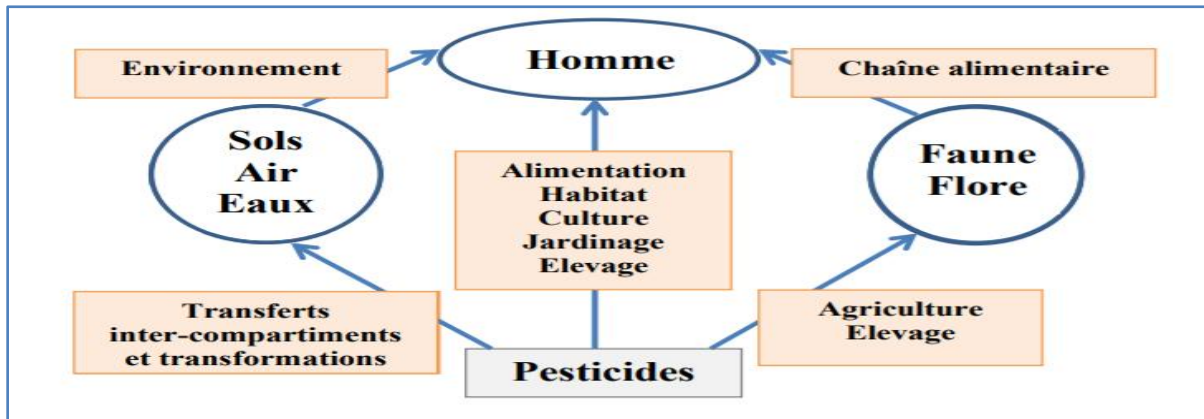 Homme
Environnement
Chaîne alimentaire
Sols
Air
Eaux
Alimentation
Habitat
Culture
Jardinage
Elevage
Faune
Flore
Transferts
inter-compartiments
et transformations
Agriculture
Elevage
Pesticides